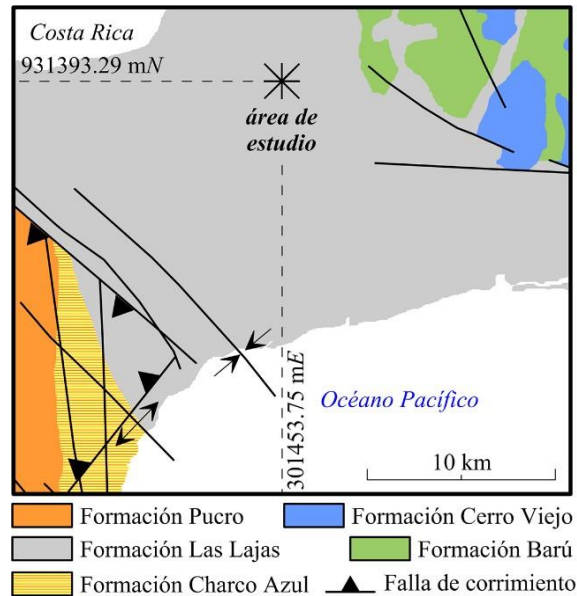 Costa Rica
931393.29 mN
área de
estudio
301453.75 mE
Océano Pacífico
10 km
Formación Pucro
Formación Cerro Viejo
Formación Las Lajas
Formación Barú
Formación Charco Azul
Falla de corrimiento